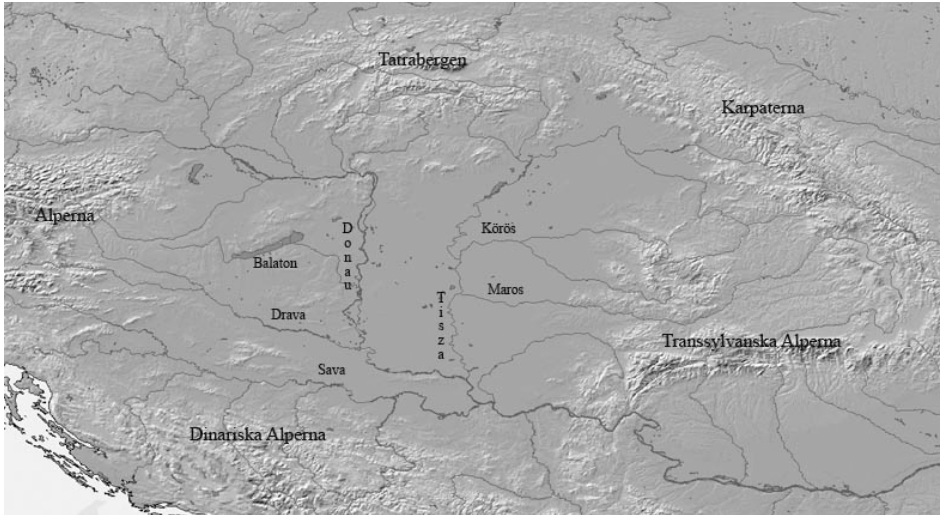 Tatrabergen
Karpaterna
Alperna
Donau
Körös
Balaton
Maros
Tisza
Drava
Transsylvanska Alperna
Sava
Dinariska Alperna